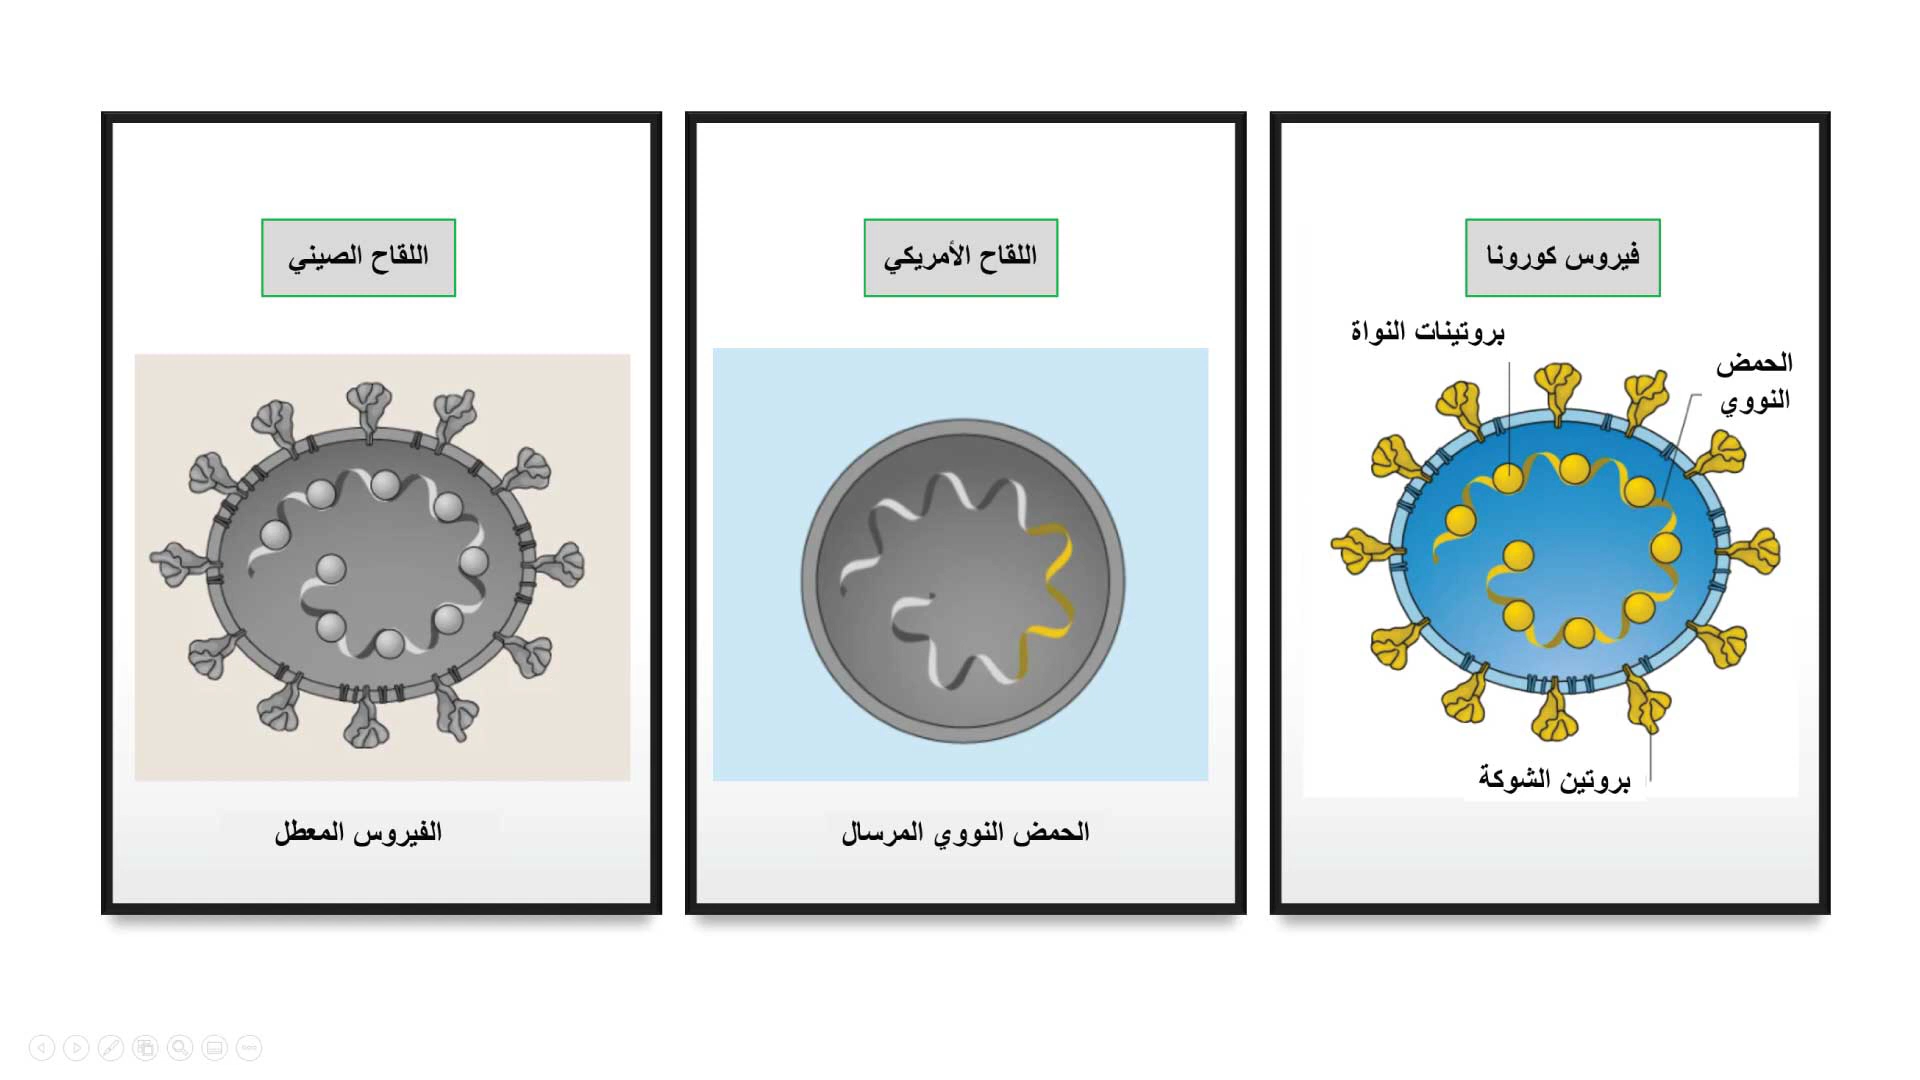 فيروس كورونا
بروتينات النواة
الحمض
النووي
بروتين الشوكة
اللقاح الأمريكي
الحمض النووي المرسال
اللقاح الصيني
الفيروس المعطل